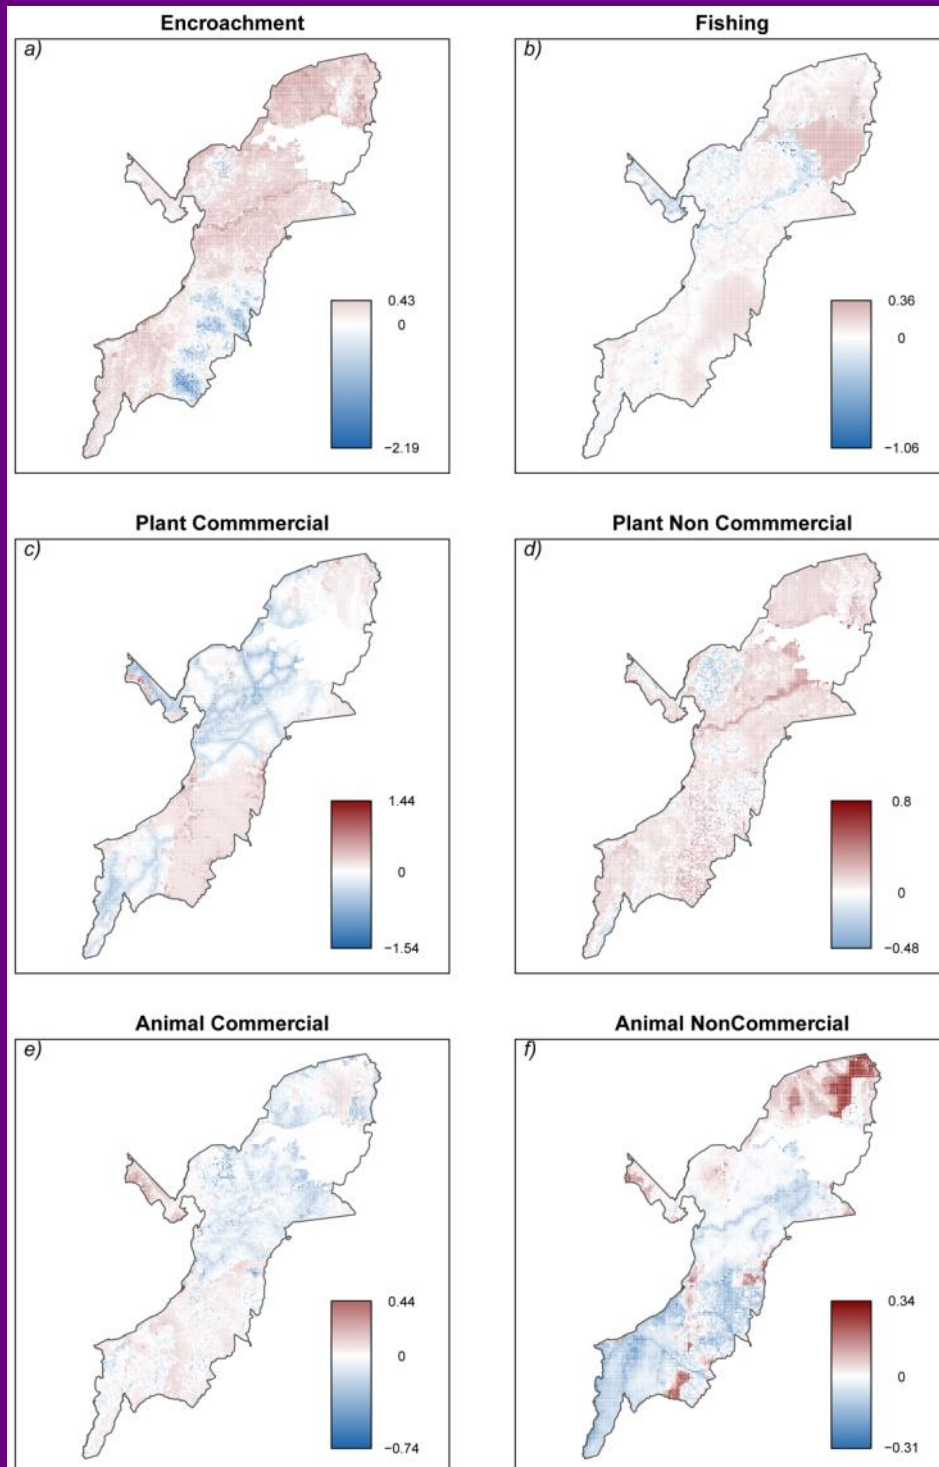 Encroachment
a)
0.43
0
−2.19
Fishing
b)
0.36
0
−1.06
Plant Commmercial
c)
1.44
0
−1.54
Plant Non Commmercial
d)
0.8
0
−0.48
Animal Commercial
e)
0.44
0
−0.74
Animal NonCommercial
f)
0.34
0
−0.31